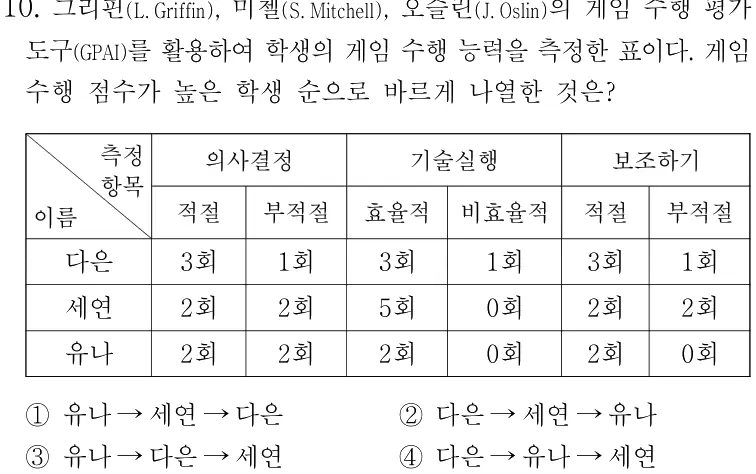 10. 그리핀(L. Griffin), 미첼(S. Mitchell), 오슬린(J. Oslin)의 게임 수행 평가
도구(GPAI)를 활용하여 학생의 게임 수행 능력을 측정한 표이다. 게임
수행 점수가 높은 학생 순으로 바르게 나열한 것은?
측정 항목 이름 의사결정 기술실행 보조하기
적절 부적절 효율적 비효율적 적절 부적절
다은 3회 1회 3회 1회 3회 1회
세연 2회 2회 5회 0회 2회 2회
유나 2회 2회 2회 0회 2회 0회
① 유나 → 세연 → 다은 ② 다은 → 세연 → 유나
③ 유나 → 다은 → 세연 ④ 다은 → 유나 → 세연